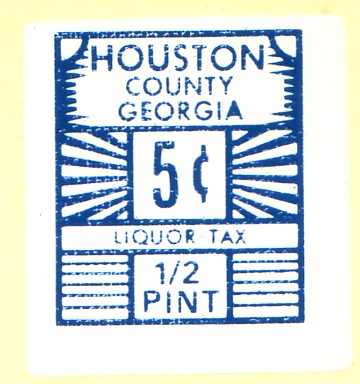 HOUSTON
COUNTY
GEORGIA
5¢
LIQUOR TAX
1/2
PINT